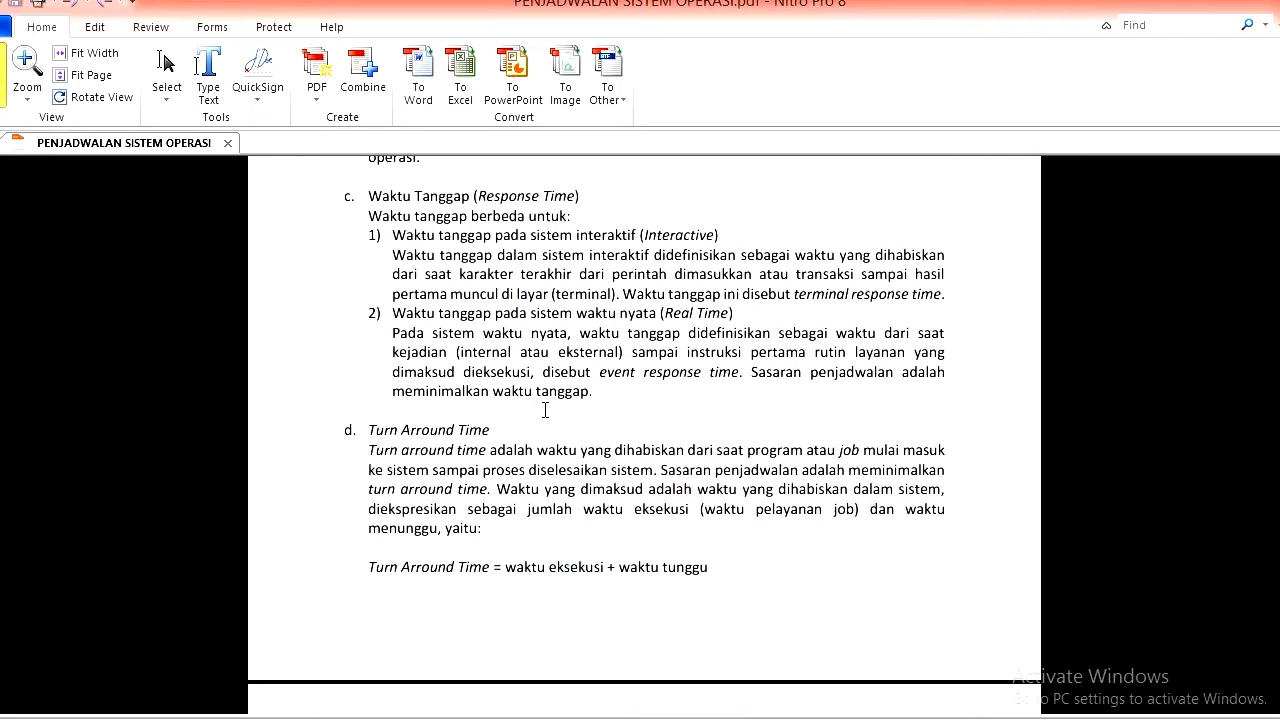 PENJADWALAN SISTEM OPERASI.pdf - Nitro Pro 8
Home Edit Review Forms Protect Help
Find
Zoom
Fit Width
Fit Page
Rotate View
View
Select
Type Text
QuickSign
Tools
PDF
Combine
Create
To Word
To Excel
To PowerPoint
To Image
To Other
Convert
PENJADWALAN SISTEM OPERASI
operasi.
c. Waktu Tanggap (Response Time)
Waktu tanggap berbeda untuk:
1) Waktu tanggap pada sistem interaktif (Interactive)
Waktu tanggap dalam sistem interaktif didefinisikan sebagai waktu yang dihabiskan
dari saat karakter terakhir dari perintah dimasukkan atau transaksi sampai hasil
pertama muncul di layar (terminal). Waktu tanggap ini disebut terminal response time.
2) Waktu tanggap pada sistem waktu nyata (Real Time)
Pada sistem waktu nyata, waktu tanggap didefinisikan sebagai waktu dari saat
kejadian (internal atau eksternal) sampai instruksi pertama rutin layanan yang
dimaksud dieksekusi, disebut event response time. Sasaran penjadwalan adalah
meminimalkan waktu tanggap.
d. Turn Arround Time
Turn arround time adalah waktu yang dihabiskan dari saat program atau job mulai masuk
ke sistem sampai proses diselesaikan sistem. Sasaran penjadwalan adalah meminimalkan
turn arround time. Waktu yang dimaksud adalah waktu yang dihabiskan dalam sistem,
diekspresikan sebagai jumlah waktu eksekusi (waktu pelayanan job) dan waktu
menunggu, yaitu:
Turn Arround Time = waktu eksekusi + waktu tunggu
Activate Windows
to PC settings to activate Windows.